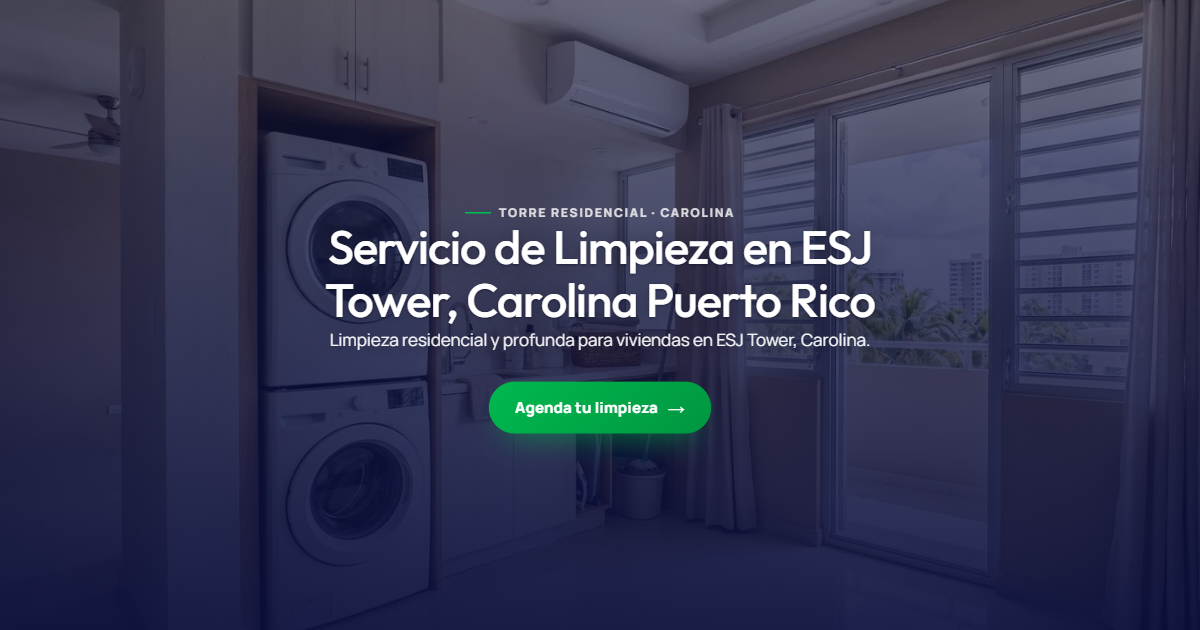 TORRE RESIDENCIAL · CAROLINA
Servicio de Limpieza en ESJ
Tower, Carolina Puerto Rico
Limpieza residencial y profunda para viviendas en ESJ Tower, Carolina.
Agenda tu limpieza →